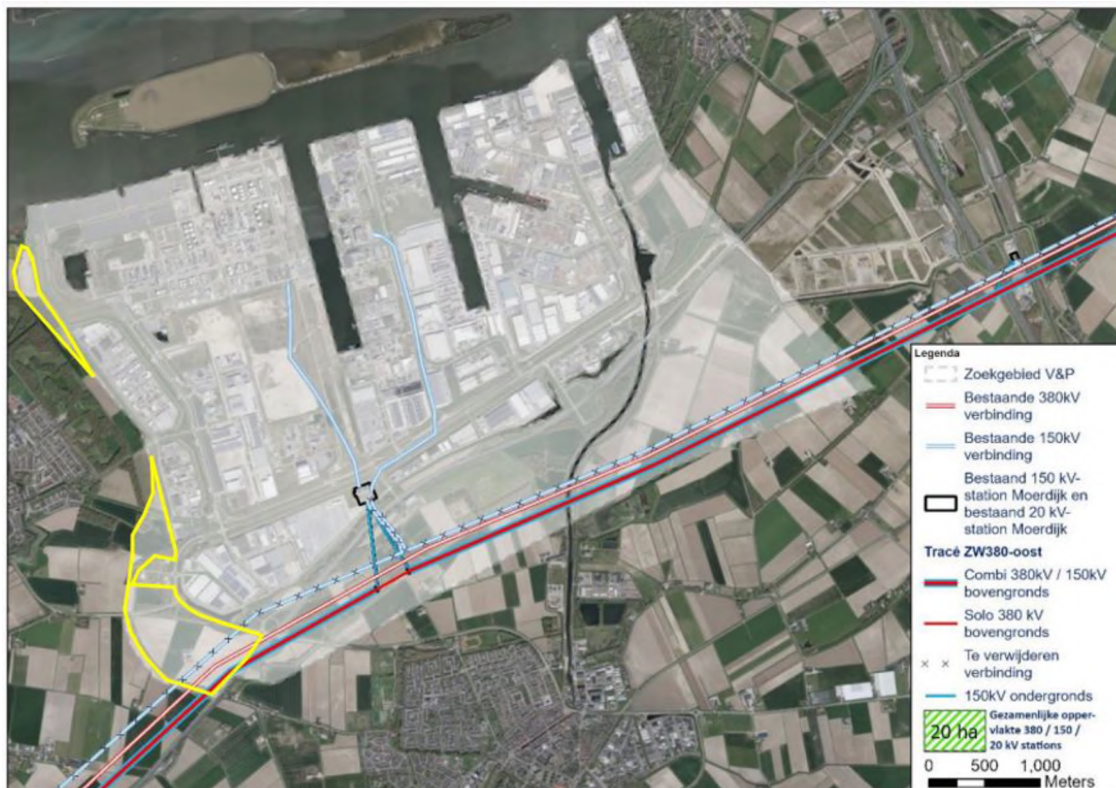 Legenda
Zoekgebied V&P
Bestaande 380kV
verbinding
Bestaande 150kV
verbinding
Bestaand 150 kV-
station Moerdijk en
bestaand 20 kV-
station Moerdijk
Tracé ZW380-oost
Combi 380kV / 150kV
bovengronds
Solo 380 kV
bovengronds
Te verwijderen
verbinding
150kV ondergronds
20 ha
Gezamenlijke opper-
vlakte 380 / 150 /
20 kV stations
0 500 1,000
Meters